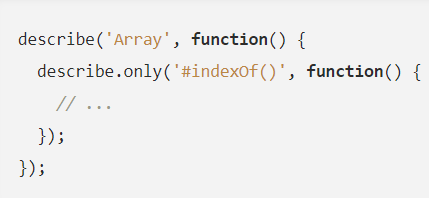 describe('Array', function() {
  describe.only('#indexOf()', function() {
    // ...
  });
});